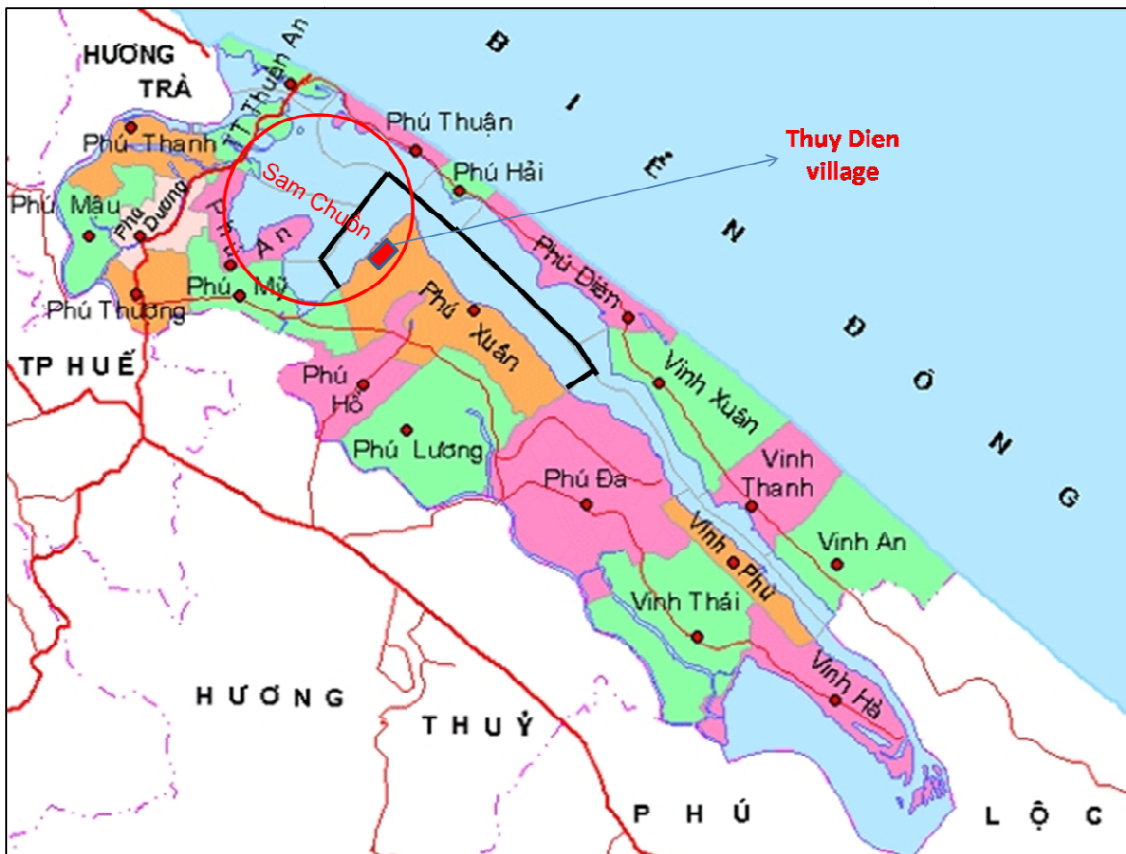 HƯƠNG
TRÀ
TT Thuận An
BIỂN ĐÔNG
Phú Thanh
Phú Thuận
Thuy Dien
village
Phú Hải
Sam Chuồn
Phú Mậu
Phú
Dương
Phú An
Phú Mỹ
Phú Diên
Phú Thượng
Phú Xuân
TP HUẾ
Phú
Hồ
Vinh Xuân
Phú Lương
Vinh
Thanh
Phú Đa
Vinh An
Vinh Phú
Vinh Thái
Vinh Hà
HƯƠNG THUỶ
PHÚ LỘC